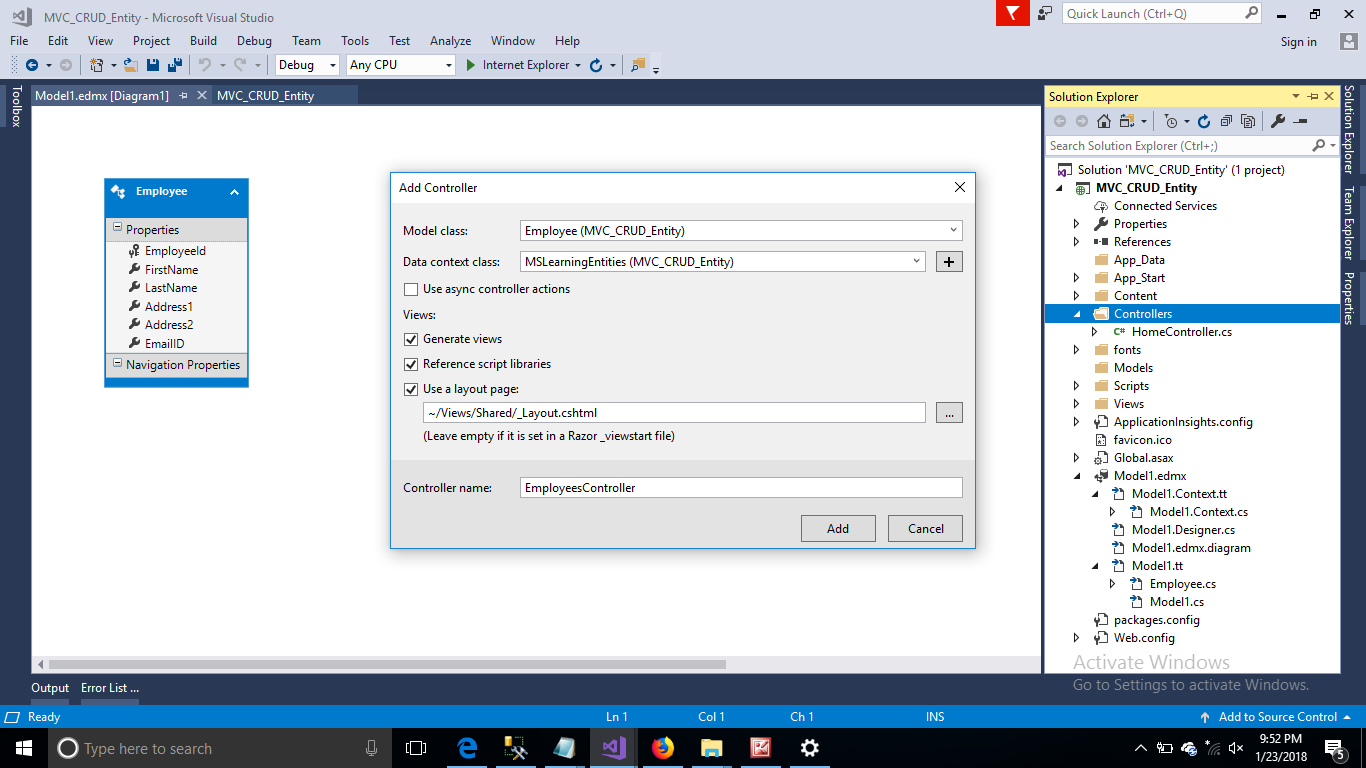 MVC_CRUD_Entity - Microsoft Visual Studio
Quick Launch (Ctrl+Q)
File Edit View Project Build Debug Team Tools Test Analyze Window Help
Sign in
Debug Any CPU Internet Explorer
Toolbox
Model1.edmx [Diagram1] MVC_CRUD_Entity
Employee
Properties
EmployeeId
FirstName
LastName
Address1
Address2
EmailID
Navigation Properties
Add Controller
Model class: Employee (MVC_CRUD_Entity)
Data context class: MSLearningEntities (MVC_CRUD_Entity) +
Use async controller actions
Views:
Generate views
Reference script libraries
Use a layout page:
~/Views/Shared/_Layout.cshtml ...
(Leave empty if it is set in a Razor _viewstart file)
Controller name: EmployeesController
Add Cancel
Solution Explorer
Search Solution Explorer (Ctrl+;)
Solution 'MVC_CRUD_Entity' (1 project)
MVC_CRUD_Entity
Connected Services
Properties
References
App_Data
App_Start
Content
Controllers
C# HomeController.cs
fonts
Models
Scripts
Views
ApplicationInsights.config
favicon.ico
Global.asax
Model1.edmx
Model1.Context.tt
Model1.Context.cs
Model1.Designer.cs
Model1.edmx.diagram
Model1.tt
Employee.cs
Model1.cs
packages.config
Web.config
Solution Explorer
Team Explorer
Properties
Activate Windows
Go to Settings to activate Windows.
Output Error List ...
Ready Ln 1 Col 1 Ch 1 INS Add to Source Control
Type here to search
9:52 PM
1/23/2018
5